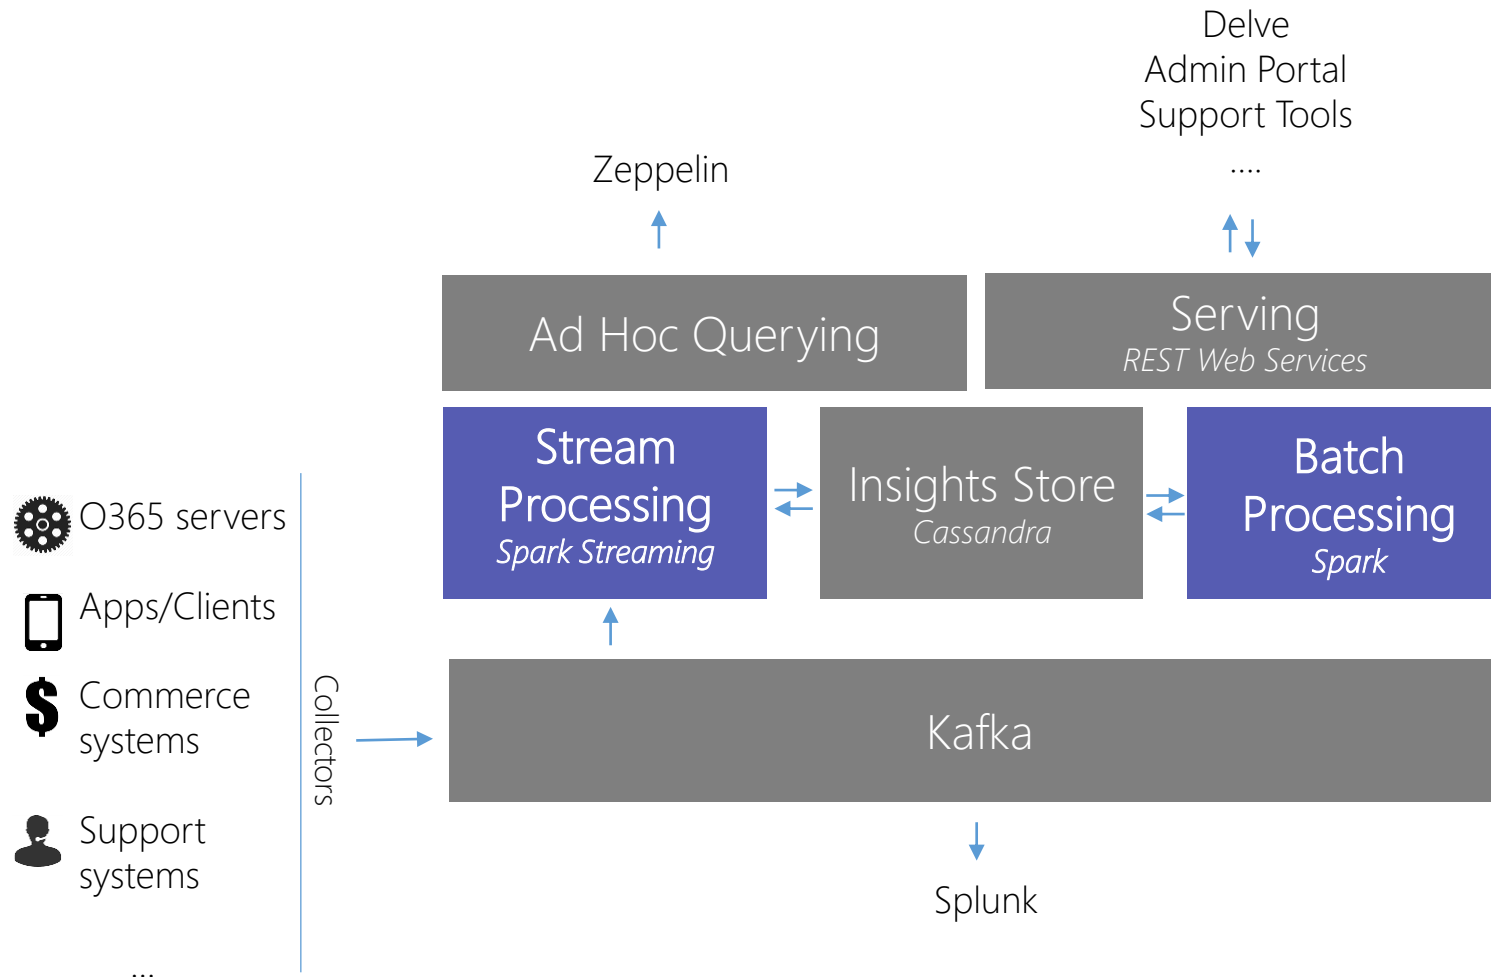 Delve
Admin Portal
Support Tools
....
Zeppelin
Ad Hoc Querying
Serving
REST Web Services
Stream
Processing
Spark Streaming
Insights Store
Cassandra
Batch
Processing
Spark
O365 servers
Apps/Clients
$
Commerce
systems
Support
systems
...
Collectors
Kafka
Splunk